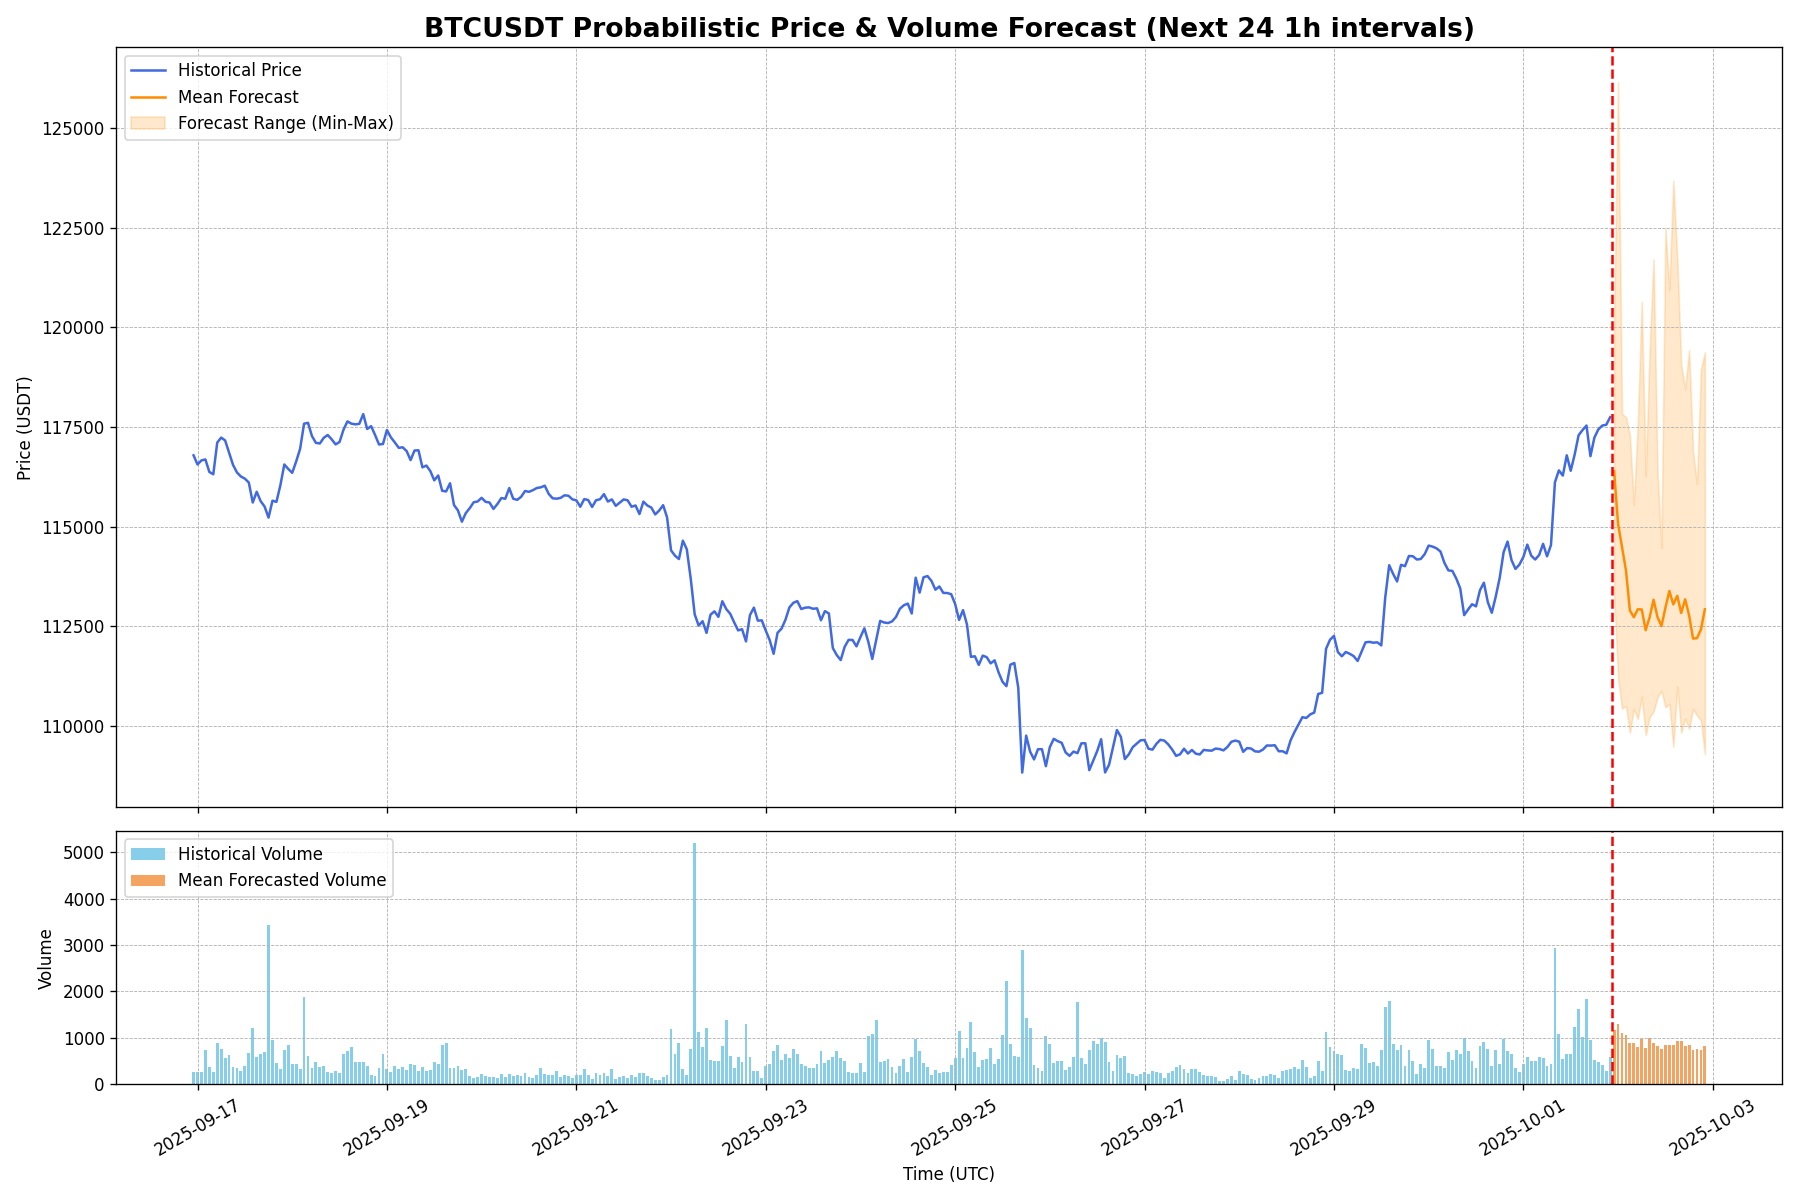 BTCUSDT Probabilistic Price & Volume Forecast (Next 24 1h intervals)
Historical Price
Mean Forecast
Forecast Range (Min-Max)
Price (USDT)
125000
122500
120000
117500
115000
112500
110000
Historical Volume
Mean Forecasted Volume
Volume
5000
4000
3000
2000
1000
0
2025-09-17
2025-09-19
2025-09-21
2025-09-23
2025-09-25
2025-09-27
2025-09-29
2025-10-01
2025-10-03
Time (UTC)